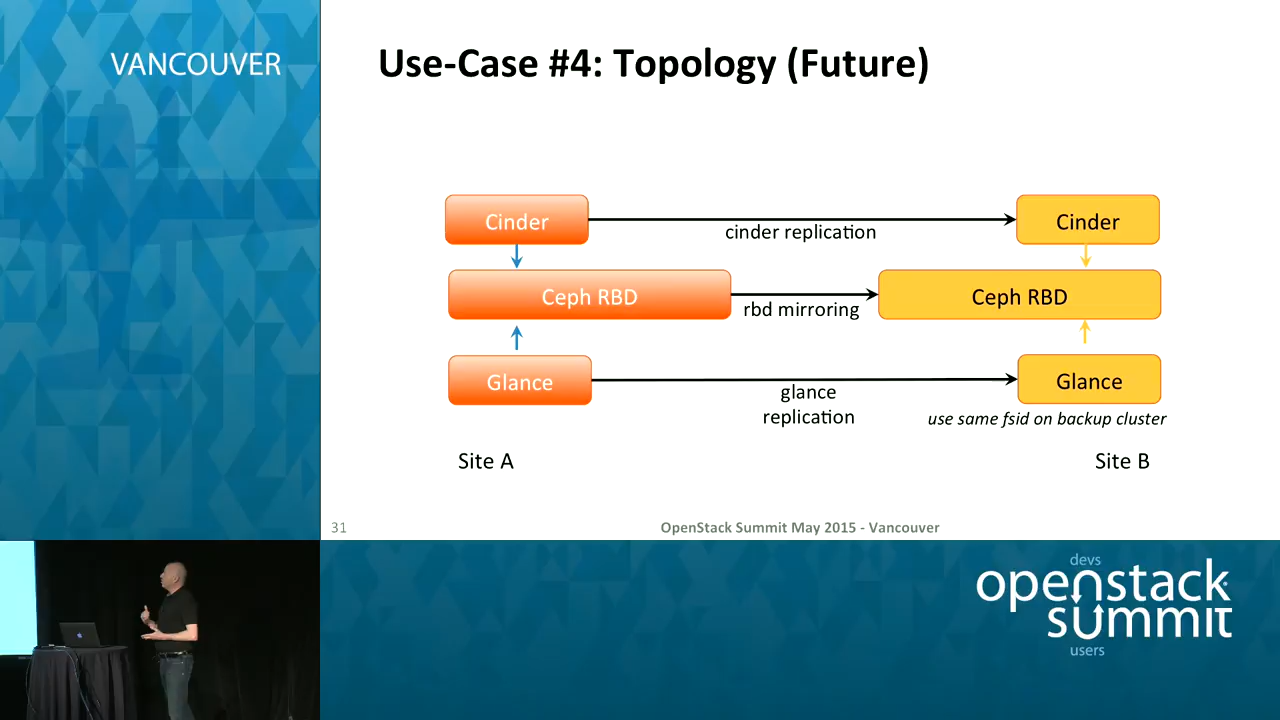 VANCOUVER
Use-Case #4: Topology (Future)
Cinder
cinder replication
Cinder
Ceph RBD
rbd mirroring
Ceph RBD
Glance
glance
replication
Glance
use same fsid on backup cluster
Site A
Site B
31
OpenStack Summit May 2015 - Vancouver
devs
openstack
summit
users